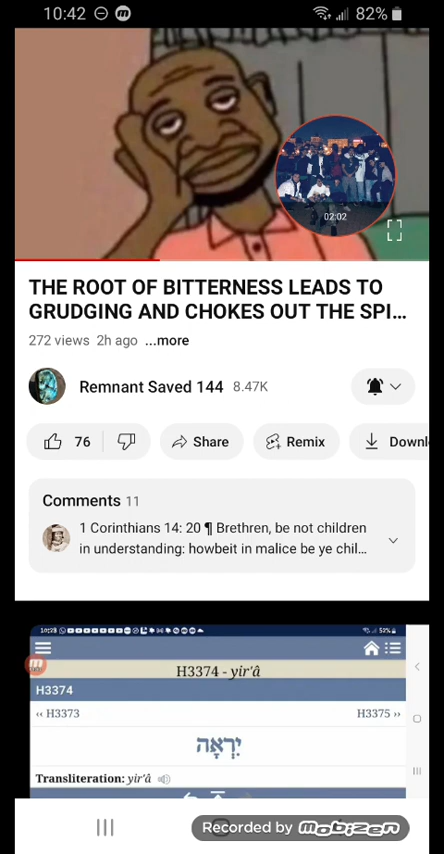 10:42
82%
02:02
THE ROOT OF BITTERNESS LEADS TO
GRUDGING AND CHOKES OUT THE SPI...
272 views 2h ago ...more
Remnant Saved 144 8.47K
76 Share Remix Downl
Comments 11
1 Corinthians 14: 20 ¶ Brethren, be not children
in understanding: howbeit in malice be ye chil...
H3374 - yir'â
H3374
‹‹ H3373 H3375 ››
יִרְאָה
Transliteration: yir'â
Recorded by mobizen